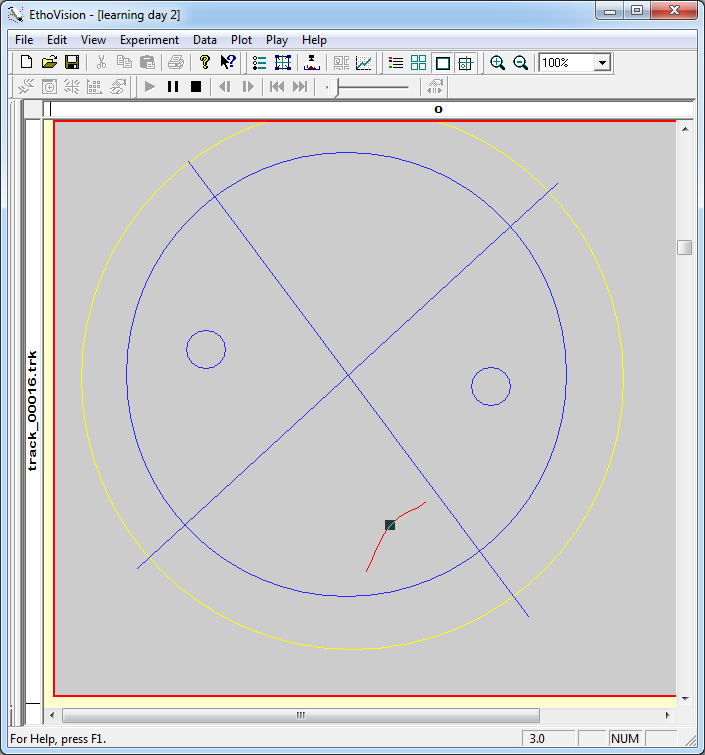 EthoVision - [learning day 2]
File Edit View Experiment Data Plot Play Help
100%
o
track_00016.trk
For Help, press F1.
3.0
NUM